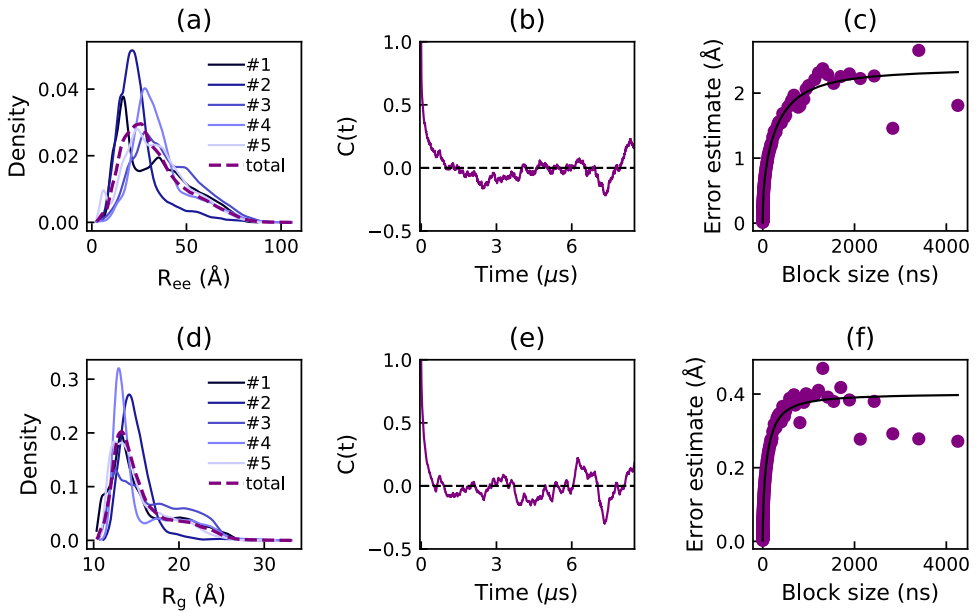 (a)
Density
0.04
0.02
0.00
#1
#2
#3
#4
#5
total
0
50
100
R_ee (Å)
(b)
C(t)
1.0
0.5
0.0
−0.5
0
3
6
Time (μs)
(c)
Error estimate (Å)
2
1
0
0
2000
4000
Block size (ns)
(d)
Density
0.3
0.2
0.1
0.0
#1
#2
#3
#4
#5
total
10
20
30
R_g (Å)
(e)
C(t)
1.0
0.5
0.0
−0.5
0
3
6
Time (μs)
(f)
Error estimate (Å)
0.4
0.2
0.0
0
2000
4000
Block size (ns)